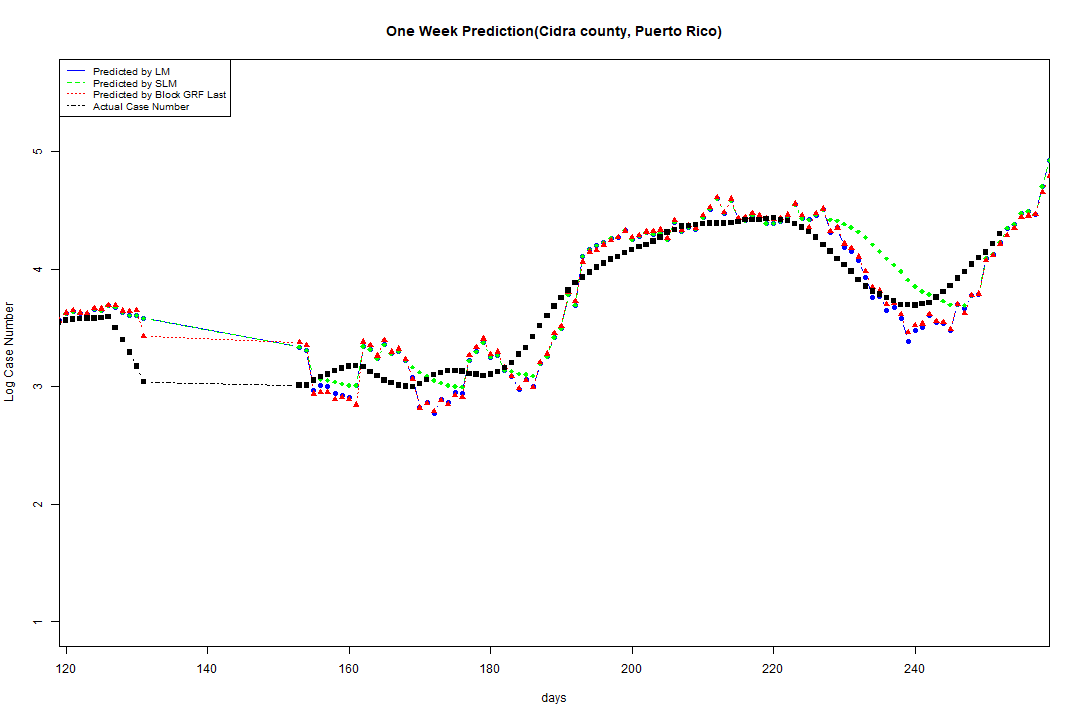 One Week Prediction(Cidra county, Puerto Rico)
Predicted by LM
Predicted by SLM
Predicted by Block GRF Last
Actual Case Number
5
4
3
2
1
Log Case Number
120 140 160 180 200 220 240
days